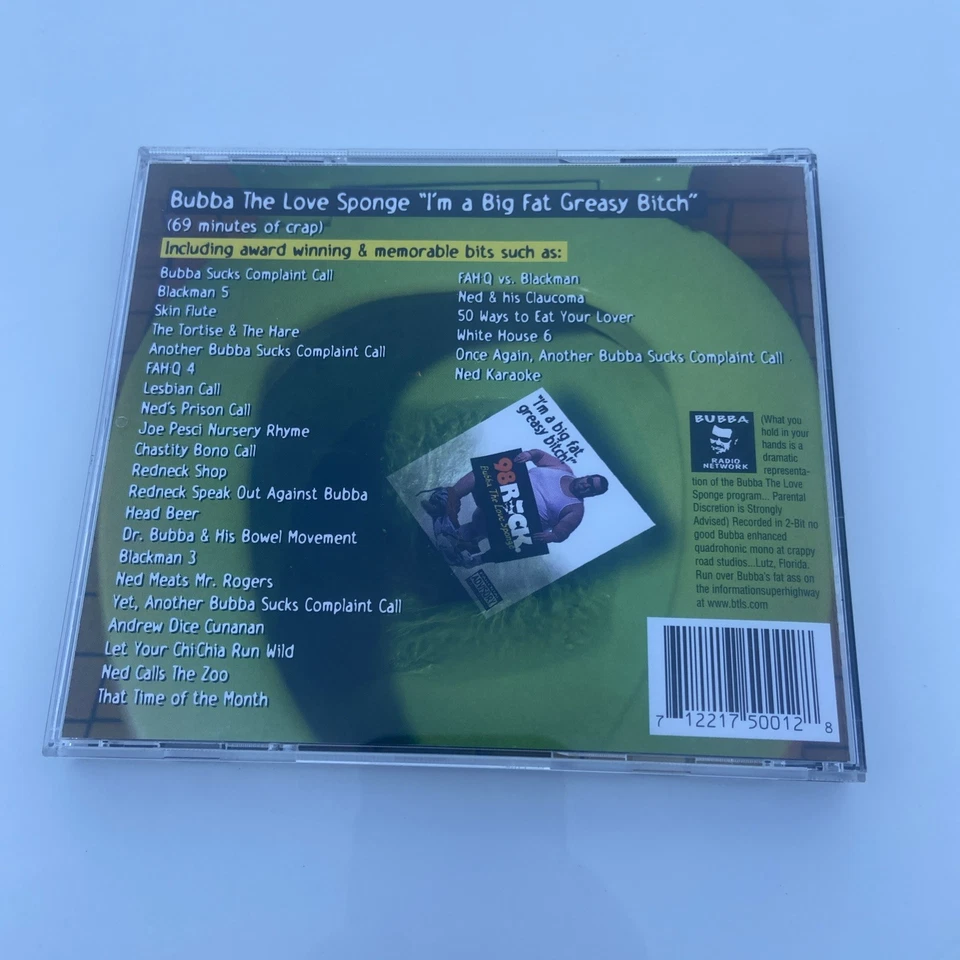 Bubba The Love Sponge "I'm a Big Fat Greasy Bitch"
(69 minutes of crap)
Including award winning & memorable bits such as:
Bubba Sucks Complaint Call
Blackman 5
Skin Flute
The Tortise & The Hare
Another Bubba Sucks Complaint Call
FAH-Q 4
Lesbian Call
Ned's Prison Call
Joe Pesci Nursery Rhyme
Chastity Bono Call
Redneck Shop
Redneck Speak Out Against Bubba
Head Beer
Dr. Bubba & His Bowel Movement
Blackman 3
Ned Meats Mr. Rogers
Yet, Another Bubba Sucks Complaint Call
Andrew Dice Cunanan
Let Your Chi-Chia Run Wild
Ned Calls The Zoo
That Time of the Month
FAH-Q vs. Blackman
Ned & his Claucoma
50 Ways to Eat Your Lover
White House 6
Once Again, Another Bubba Sucks Complaint Call
Ned Karaoke
"I'm a big fat
greasy bitch!"
98 ROCK
Bubba The Love Sponge
BUBBA
RADIO
NETWORK
(What you
hold in your
hands is a
dramatic
representa-
tion of the Bubba The Love
Sponge program... Parental
Discretion is Strongly
Advised) Recorded in 2-Bit no
good Bubba enhanced
quadrohonic mono at crappy
road studios...Lutz, Florida.
Run over Bubba's fat ass on
the informationsuperhighway
at www.btls.com
7 12217 50012 8